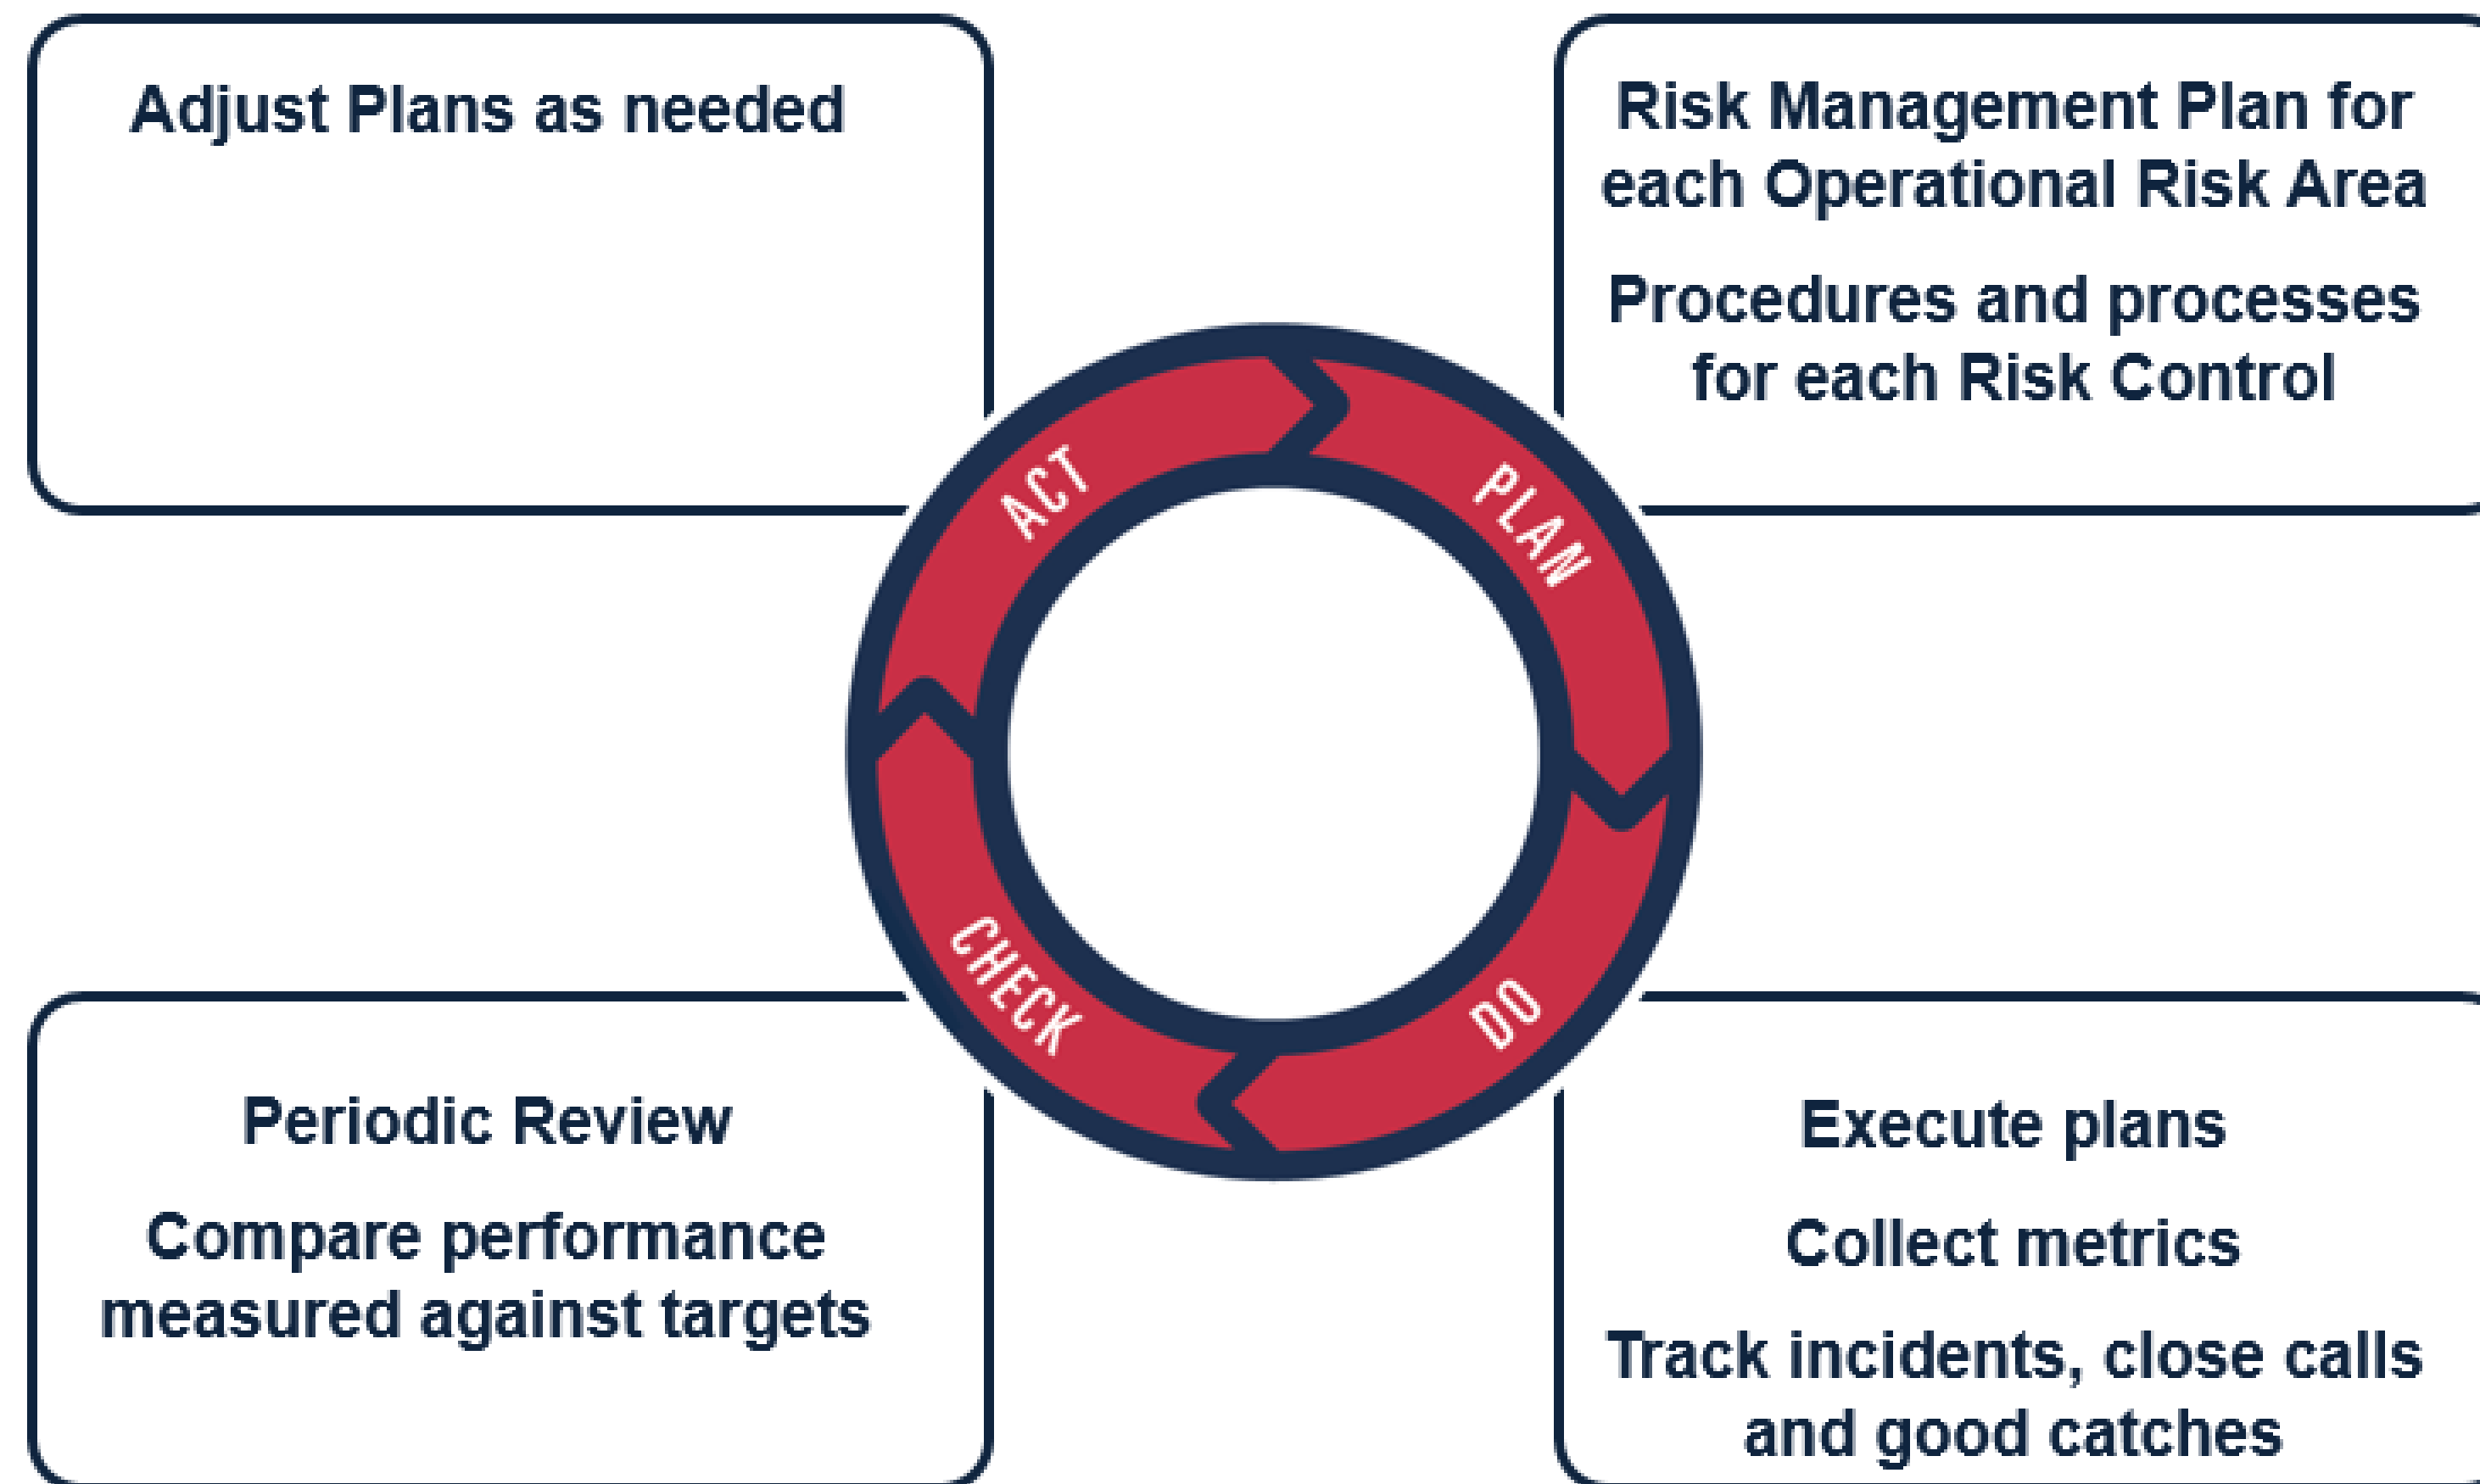 Adjust Plans as needed
Risk Management Plan for
each Operational Risk Area
Procedures and processes
for each Risk Control
ACT
PLAN
CHECK
DO
Periodic Review
Compare performance
measured against targets
Execute plans
Collect metrics
Track incidents, close calls
and good catches